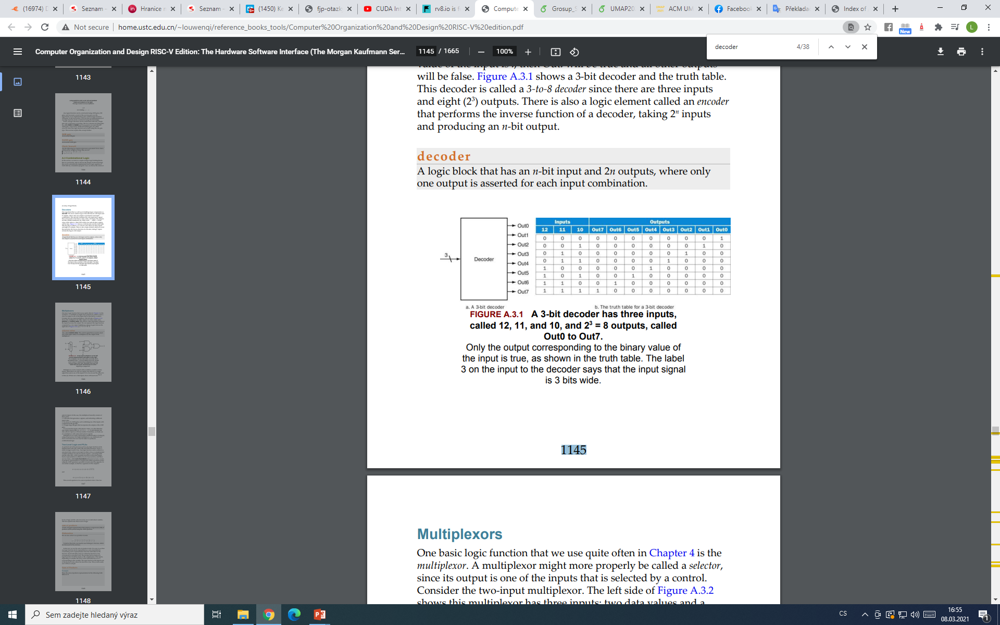 (16974) D
Seznam -
Hranice n
Seznam -
(1450) Ke
fjp-otazk
CUDA Int
rv8.io is f
Compute
Grosup_S
UMAP20
ACM UM
Facebook
Překlada
Index of
Not secure
home.ustc.edu.cn/~louwenqi/reference_books_tools/Computer%20Organization%20and%20Design%20RISC-V%20edition.pdf
New
L
Computer Organization and Design RISC-V Edition: The Hardware Software Interface (The Morgan Kaufmann Ser...
1145 / 1665
100%
decoder
4/38
1143
1144
1145
1146
1147
1148
will be false. Figure A.3.1 shows a 3-bit decoder and the truth table.
This decoder is called a 3-to-8 decoder since there are three inputs
and eight (2³) outputs. There is also a logic element called an encoder
that performs the inverse function of a decoder, taking 2ⁿ inputs
and producing an n-bit output.
decoder
A logic block that has an n-bit input and 2n outputs, where only
one output is asserted for each input combination.
3
Decoder
Out0
Out1
Out2
Out3
Out4
Out5
Out6
Out7
a. A 3-bit decoder
Inputs Outputs
12 11 10 Out7 Out6 Out5 Out4 Out3 Out2 Out1 Out0
0 0 0 0 0 0 0 0 0 0 1
0 0 1 0 0 0 0 0 0 1 0
0 1 0 0 0 0 0 0 1 0 0
0 1 1 0 0 0 0 1 0 0 0
1 0 0 0 0 0 1 0 0 0 0
1 0 1 0 0 1 0 0 0 0 0
1 1 0 0 1 0 0 0 0 0 0
1 1 1 1 0 0 0 0 0 0 0
b. The truth table for a 3-bit decoder
FIGURE A.3.1 A 3-bit decoder has three inputs,
called 12, 11, and 10, and 2³ = 8 outputs, called
Out0 to Out7.
Only the output corresponding to the binary value of
the input is true, as shown in the truth table. The label
3 on the input to the decoder says that the input signal
is 3 bits wide.
1145
Multiplexors
One basic logic function that we use quite often in Chapter 4 is the
multiplexor. A multiplexor might more properly be called a selector,
since its output is one of the inputs that is selected by a control.
Consider the two-input multiplexor. The left side of Figure A.3.2
shows this multiplexor has three inputs: two data values and a
Sem zadejte hledaný výraz
CS
16:55
08.03.2021
1